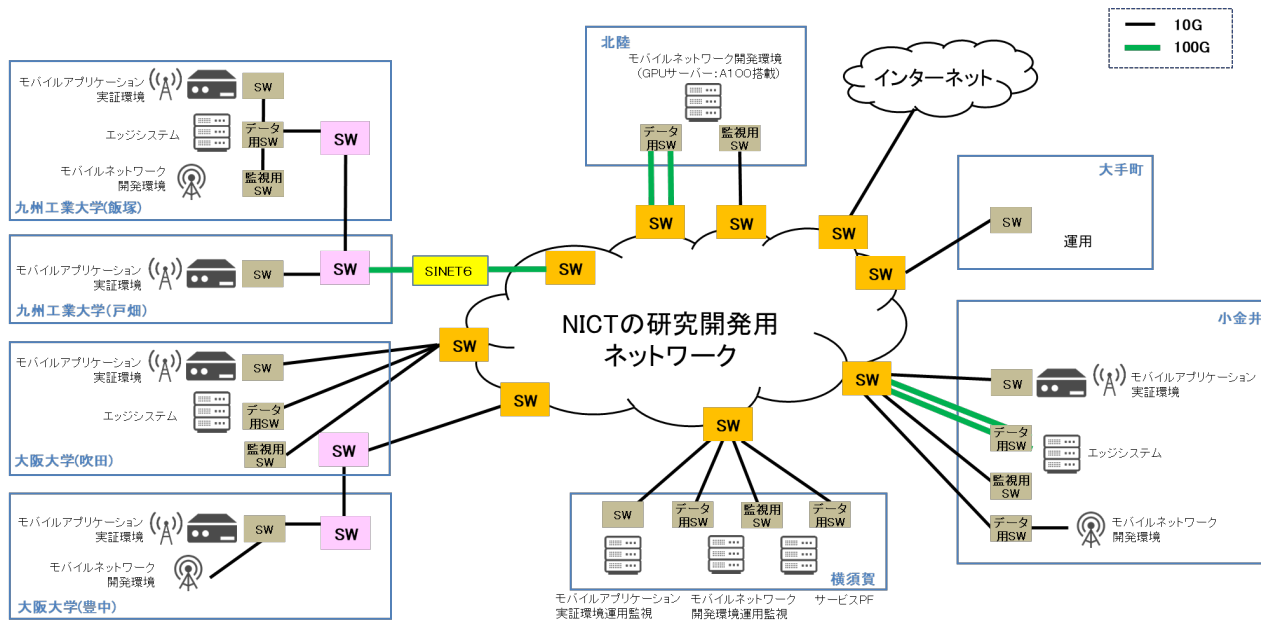 10G
100G
北陸
モバイルネットワーク開発環境
(GPUサーバー:A100搭載)
データ
用SW
監視用
SW
SW
SW
インターネット
SW
大手町
SW
運用
SW
モバイルアプリケーション
実証環境
SW
エッジシステム
データ
用SW
SW
モバイルネットワーク
開発環境
監視用
SW
九州工業大学(飯塚)
モバイルアプリケーション
実証環境
SW
SW
SINET6
SW
九州工業大学(戸畑)
NICTの研究開発用
ネットワーク
モバイルアプリケーション
実証環境
SW
SW
エッジシステム
データ
用SW
監視用
SW
SW
SW
大阪大学(吹田)
モバイルアプリケーション
実証環境
SW
SW
モバイルネットワーク
開発環境
大阪大学(豊中)
SW
SW
データ
用SW
監視用
SW
データ
用SW
横須賀
モバイルアプリケーション
実証環境運用監視
モバイルネットワーク
開発環境運用監視
サービスPF
小金井
SW
SW
モバイルアプリケーション
実証環境
データ
用SW
エッジシステム
監視用
SW
データ
用SW
モバイルネットワーク
開発環境